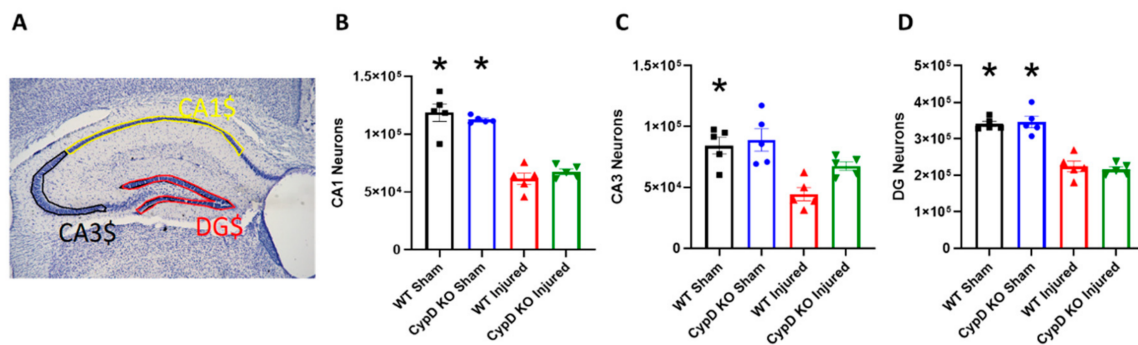 A
CA1$
CA3$
DG$
B
* *
CA1 Neurons
1.5×10⁵
1×10⁵
5×10⁴
0
WT Sham
CypD KO Sham
WT Injured
CypD KO Injured
C
*
CA3 Neurons
1.5×10⁵
1×10⁵
5×10⁴
0
WT Sham
CypD KO Sham
WT Injured
CypD KO Injured
D
* *
DG Neurons
5×10⁵
4×10⁵
3×10⁵
2×10⁵
1×10⁵
0
WT Sham
CypD KO Sham
WT Injured
CypD KO Injured